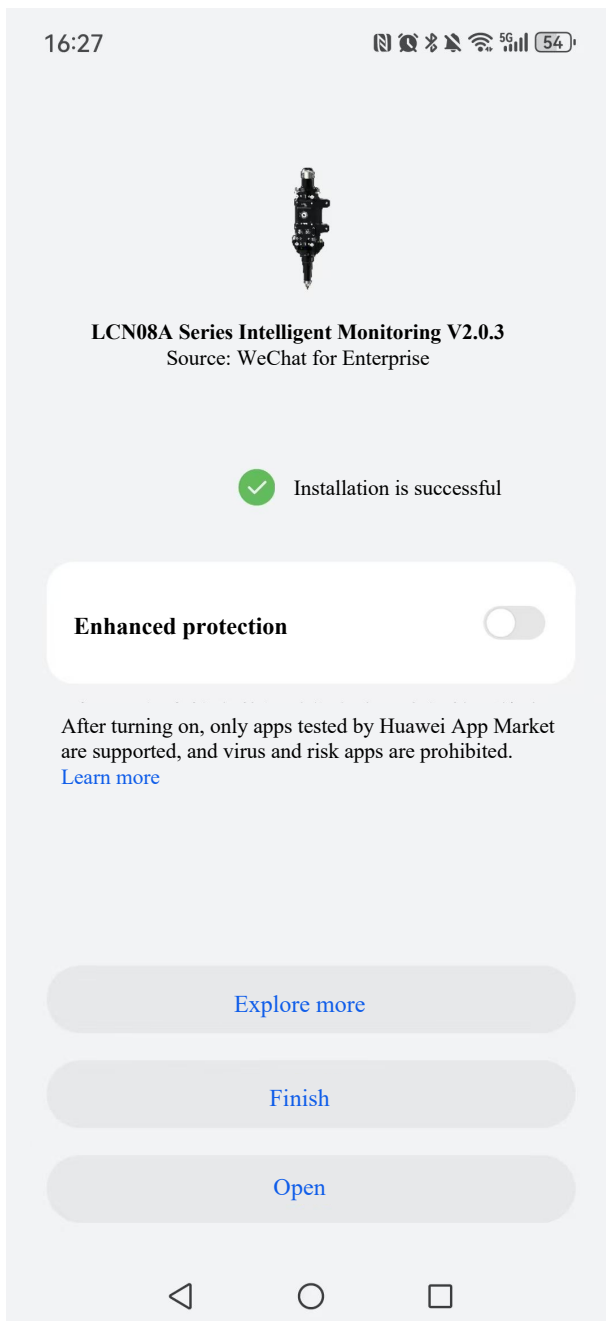 16:27
5G 54
LCN08A Series Intelligent Monitoring V2.0.3
Source: WeChat for Enterprise
Installation is successful
Enhanced protection
After turning on, only apps tested by Huawei App Market
are supported, and virus and risk apps are prohibited.
Learn more
Explore more
Finish
Open